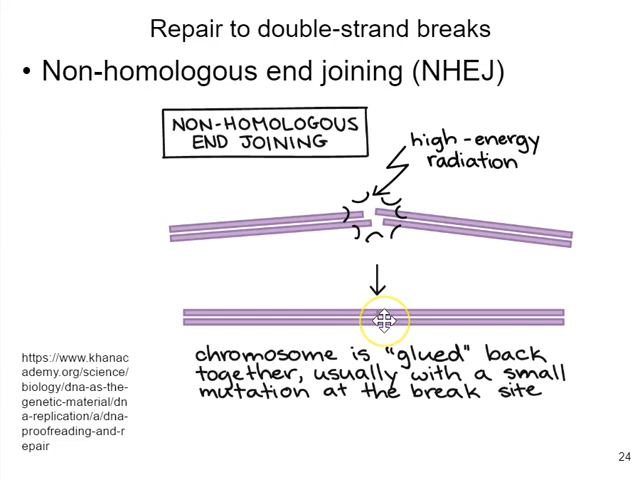 Repair to double-strand breaks
• Non-homologous end joining (NHEJ)
NON-HOMOLOGOUS
END JOINING
high-energy
radiation
chromosome is "glued" back
together, usually with a small
mutation at the break site
https://www.khanac
ademy.org/science/
biology/dna-as-the-
genetic-material/dn
a-replication/a/dna-
proofreading-and-r
epair
24